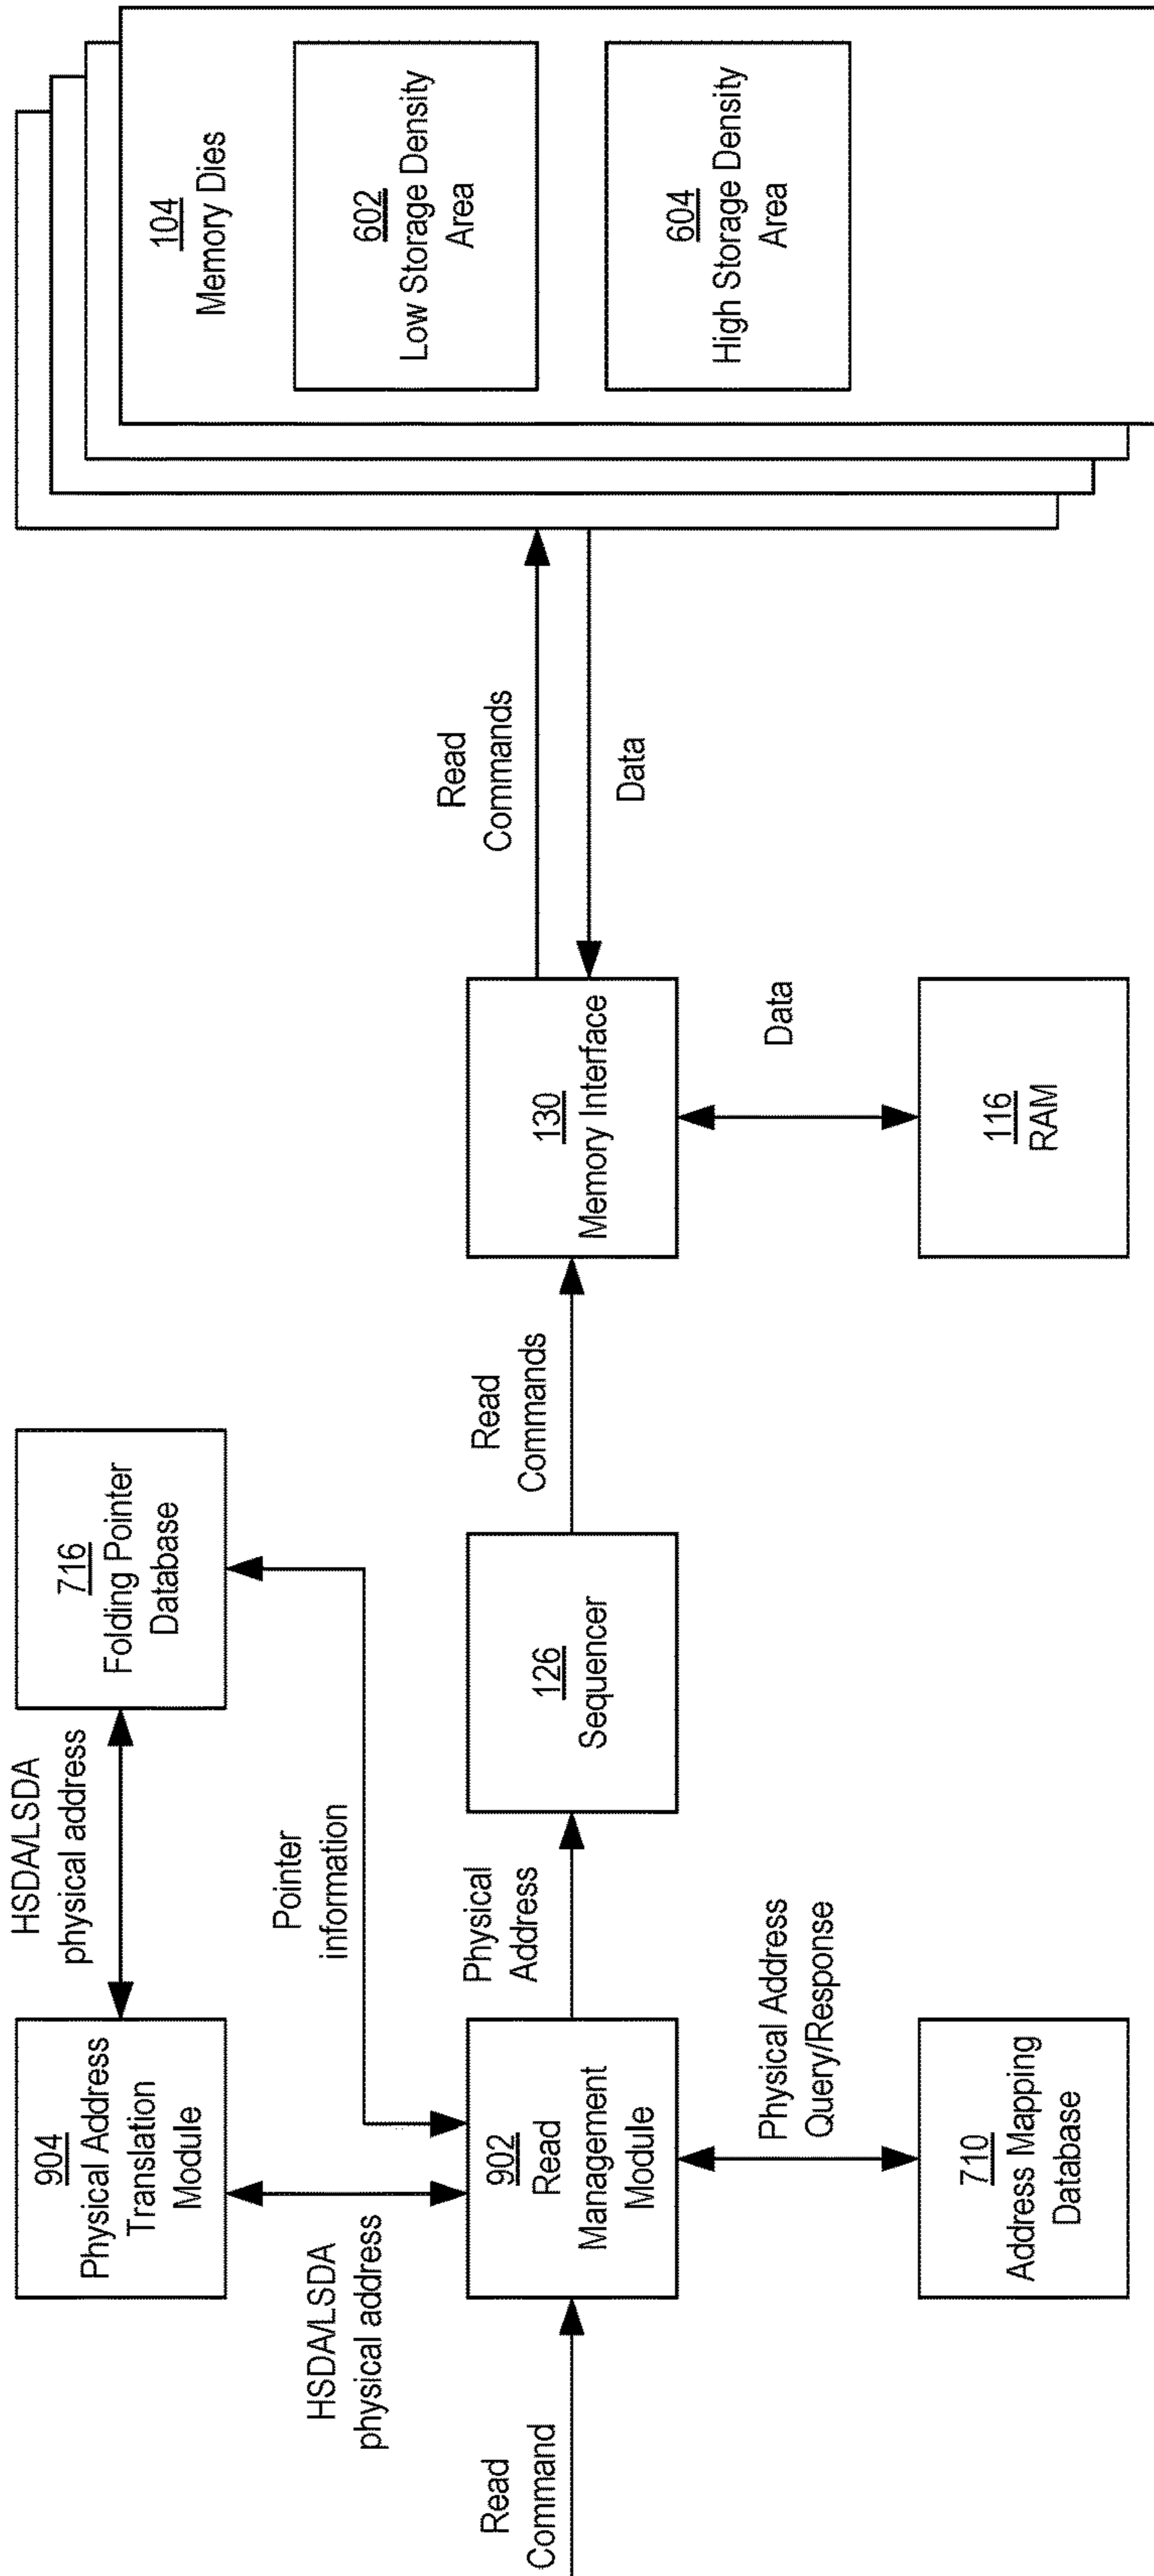 904
Physical Address
Translation
Module
HSDA/LSDA
physical address
716
Folding Pointer
Database
HSDA/LSDA
physical address
Pointer
information
Read
Command
902
Read
Management
Module
Physical
Address
126
Sequencer
Read
Commands
130
Memory Interface
Read
Commands
Data
Physical Address
Query/Response
710
Address Mapping
Database
Data
116
RAM
104
Memory Dies
602
Low Storage Density
Area
604
High Storage Density
Area